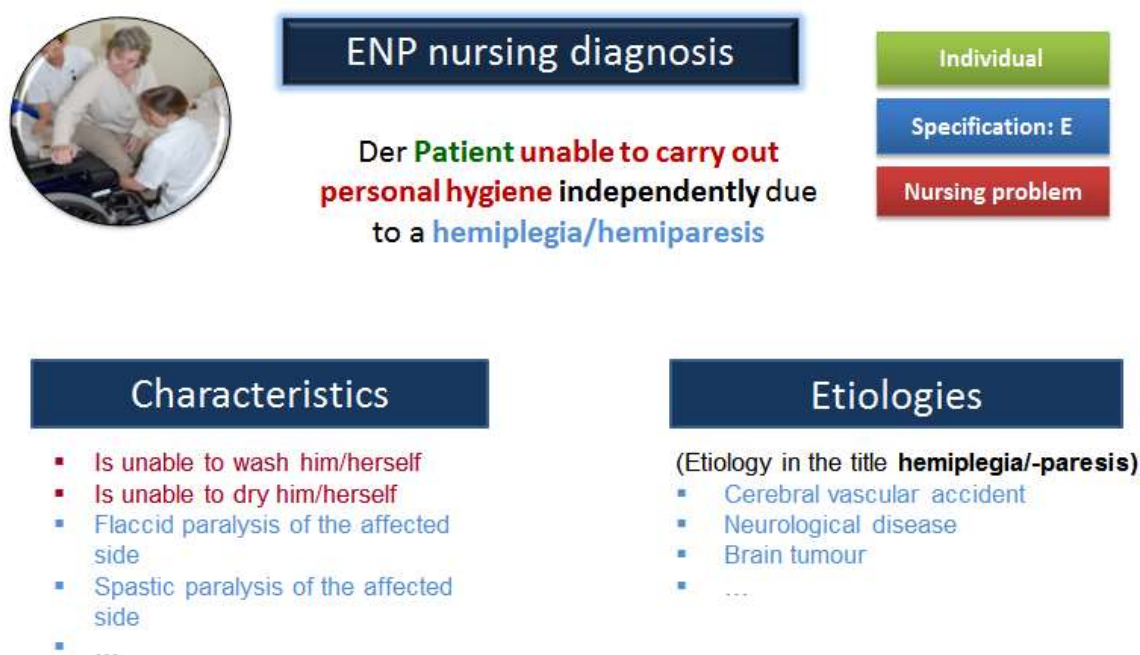 ENP nursing diagnosis
Der Patient unable to carry out
personal hygiene independently due
to a hemiplegia/hemiparesis
Individual
Specification: E
Nursing problem
Characteristics
▪ Is unable to wash him/herself
▪ Is unable to dry him/herself
▪ Flaccid paralysis of the affected
side
▪ Spastic paralysis of the affected
side
▪ ...
Etiologies
(Etiology in the title hemiplegia/-paresis)
▪ Cerebral vascular accident
▪ Neurological disease
▪ Brain tumour
▪ ...